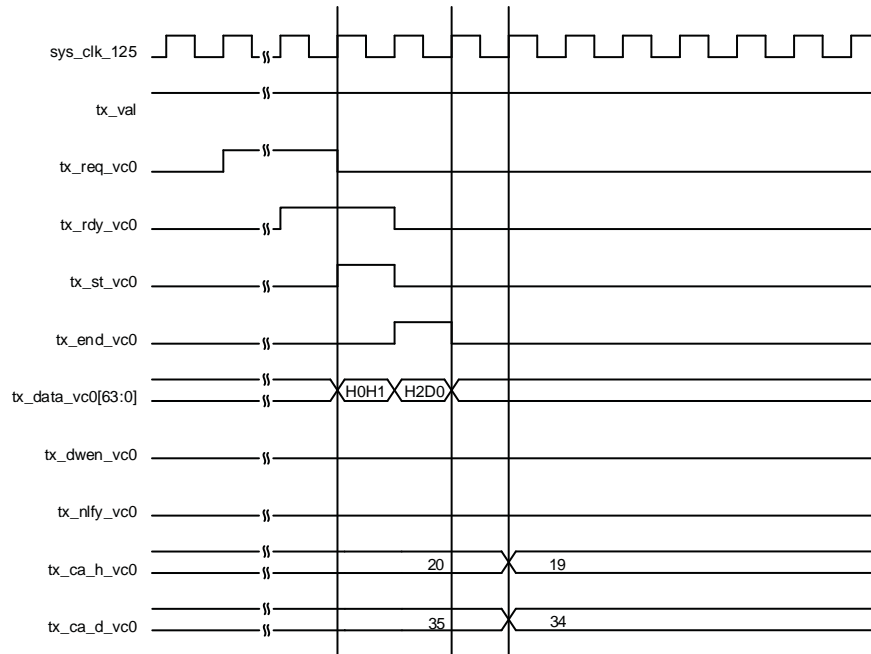 sys_clk_125
tx_val
tx_req_vc0
tx_rdy_vc0
tx_st_vc0
tx_end_vc0
tx_data_vc0[63:0] H0H1 H2D0
tx_dwen_vc0
tx_nlfy_vc0
tx_ca_h_vc0 20 19
tx_ca_d_vc0 35 34